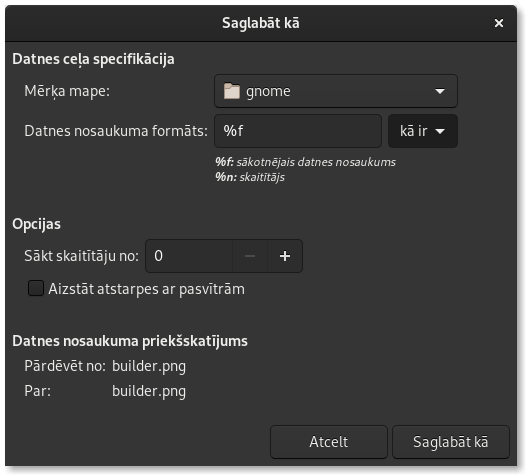 Saglabāt kā
Datnes ceļa specifikācija
Mērķa mape: gnome
Datnes nosaukuma formāts: %f kā ir
%f: sākotnējais datnes nosaukums
%n: skaitītājs
Opcijas
Sākt skaitītāju no: 0
Aizstāt atstarpes ar pasvītrām
Datnes nosaukuma priekšskatījums
Pārdēvēt no: builder.png
Par: builder.png
Atcelt Saglabāt kā